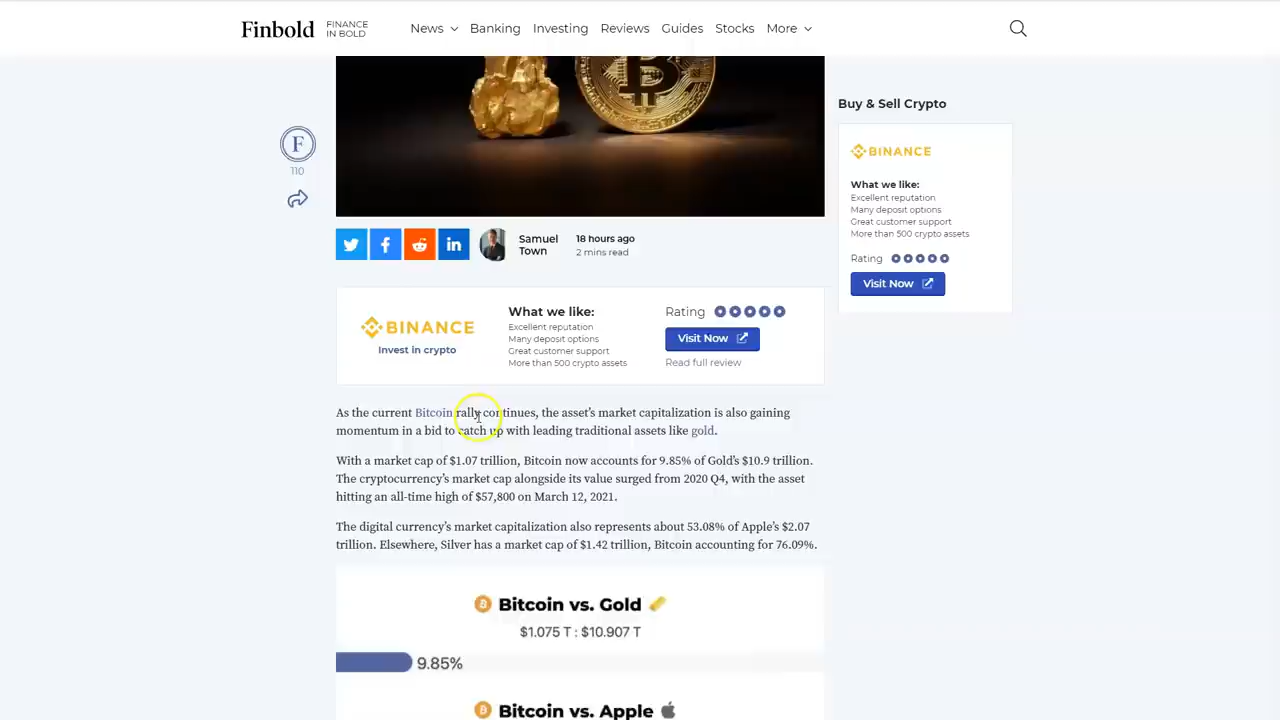 Finbold FINANCE IN BOLD News Banking Investing Reviews Guides Stocks More
Buy & Sell Crypto
F
110
BINANCE
What we like:
Excellent reputation
Many deposit options
Great customer support
More than 500 crypto assets
Rating
Visit Now
Samuel Town
18 hours ago
2 mins read
BINANCE
Invest in crypto
What we like:
Excellent reputation
Many deposit options
Great customer support
More than 500 crypto assets
Rating
Visit Now
Read full review
As the current Bitcoin rally continues, the asset's market capitalization is also gaining
momentum in a bid to catch up with leading traditional assets like gold.
With a market cap of $1.07 trillion, Bitcoin now accounts for 9.85% of Gold's $10.9 trillion.
The cryptocurrency's market cap alongside its value surged from 2020 Q4, with the asset
hitting an all-time high of $57,800 on March 12, 2021.
The digital currency's market capitalization also represents about 53.08% of Apple's $2.07
trillion. Elsewhere, Silver has a market cap of $1.42 trillion, Bitcoin accounting for 76.09%.
Bitcoin vs. Gold
$1.075 T : $10.907 T
9.85%
Bitcoin vs. Apple